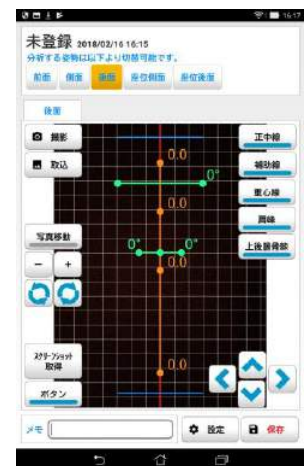 16:17
未登録 2018/02/16 16:15
分析する姿勢は以下より切替可能です。
前面 側面 後面 座位側面 座位後面
後面
撮影
取込
写真移動
- +
スクリーンショット
取得
ボタン
正中線
補助線
重心線
肩峰
上後腸骨棘
0.0
0°
0.0
0° 0°
0.0
0.0
メモ
設定
保存